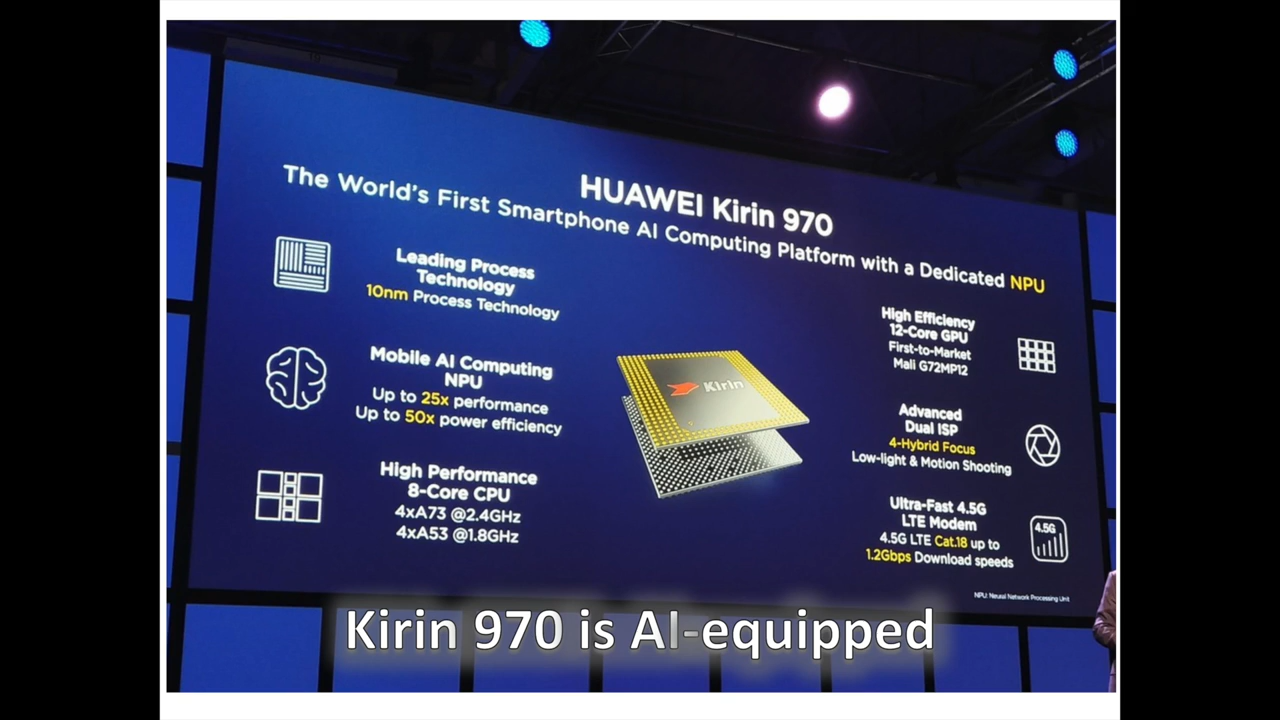 HUAWEI Kirin 970
The World's First Smartphone AI Computing Platform with a Dedicated NPU
Leading Process
Technology
10nm Process Technology
Mobile AI Computing
NPU
Up to 25x performance
Up to 50x power efficiency
High Performance
8-Core CPU
4xA73 @2.4GHz
4xA53 @1.8GHz
Kirin
High Efficiency
12-Core GPU
First-to-Market
Mali G72MP12
Advanced
Dual ISP
4-Hybrid Focus
Low-light & Motion Shooting
Ultra-Fast 4.5G
LTE Modem
4.5G LTE Cat.18 up to
1.2Gbps Download speeds
4.5G
NPU: Neural Network Processing Unit
Kirin 970 is AI-equipped